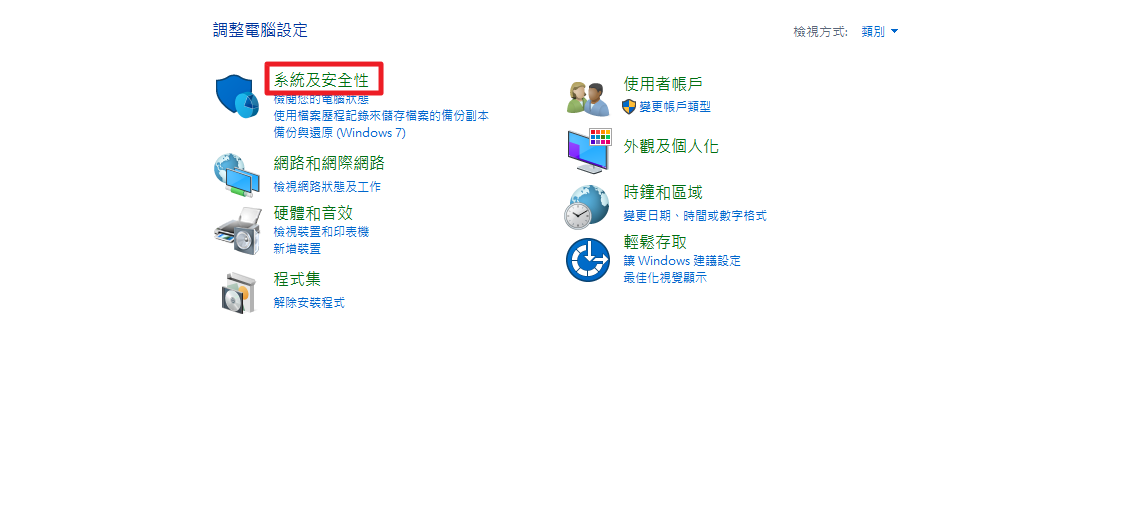 調整電腦設定
檢視方式: 類別
系統及安全性
檢閱您的電腦狀態
使用檔案歷程記錄來儲存檔案的備份副本
備份與還原 (Windows 7)
網路和網際網路
檢視網路狀態及工作
硬體和音效
檢視裝置和印表機
新增裝置
程式集
解除安裝程式
使用者帳戶
變更帳戶類型
外觀及個人化
時鐘和區域
變更日期、時間或數字格式
輕鬆存取
讓 Windows 建議設定
最佳化視覺顯示